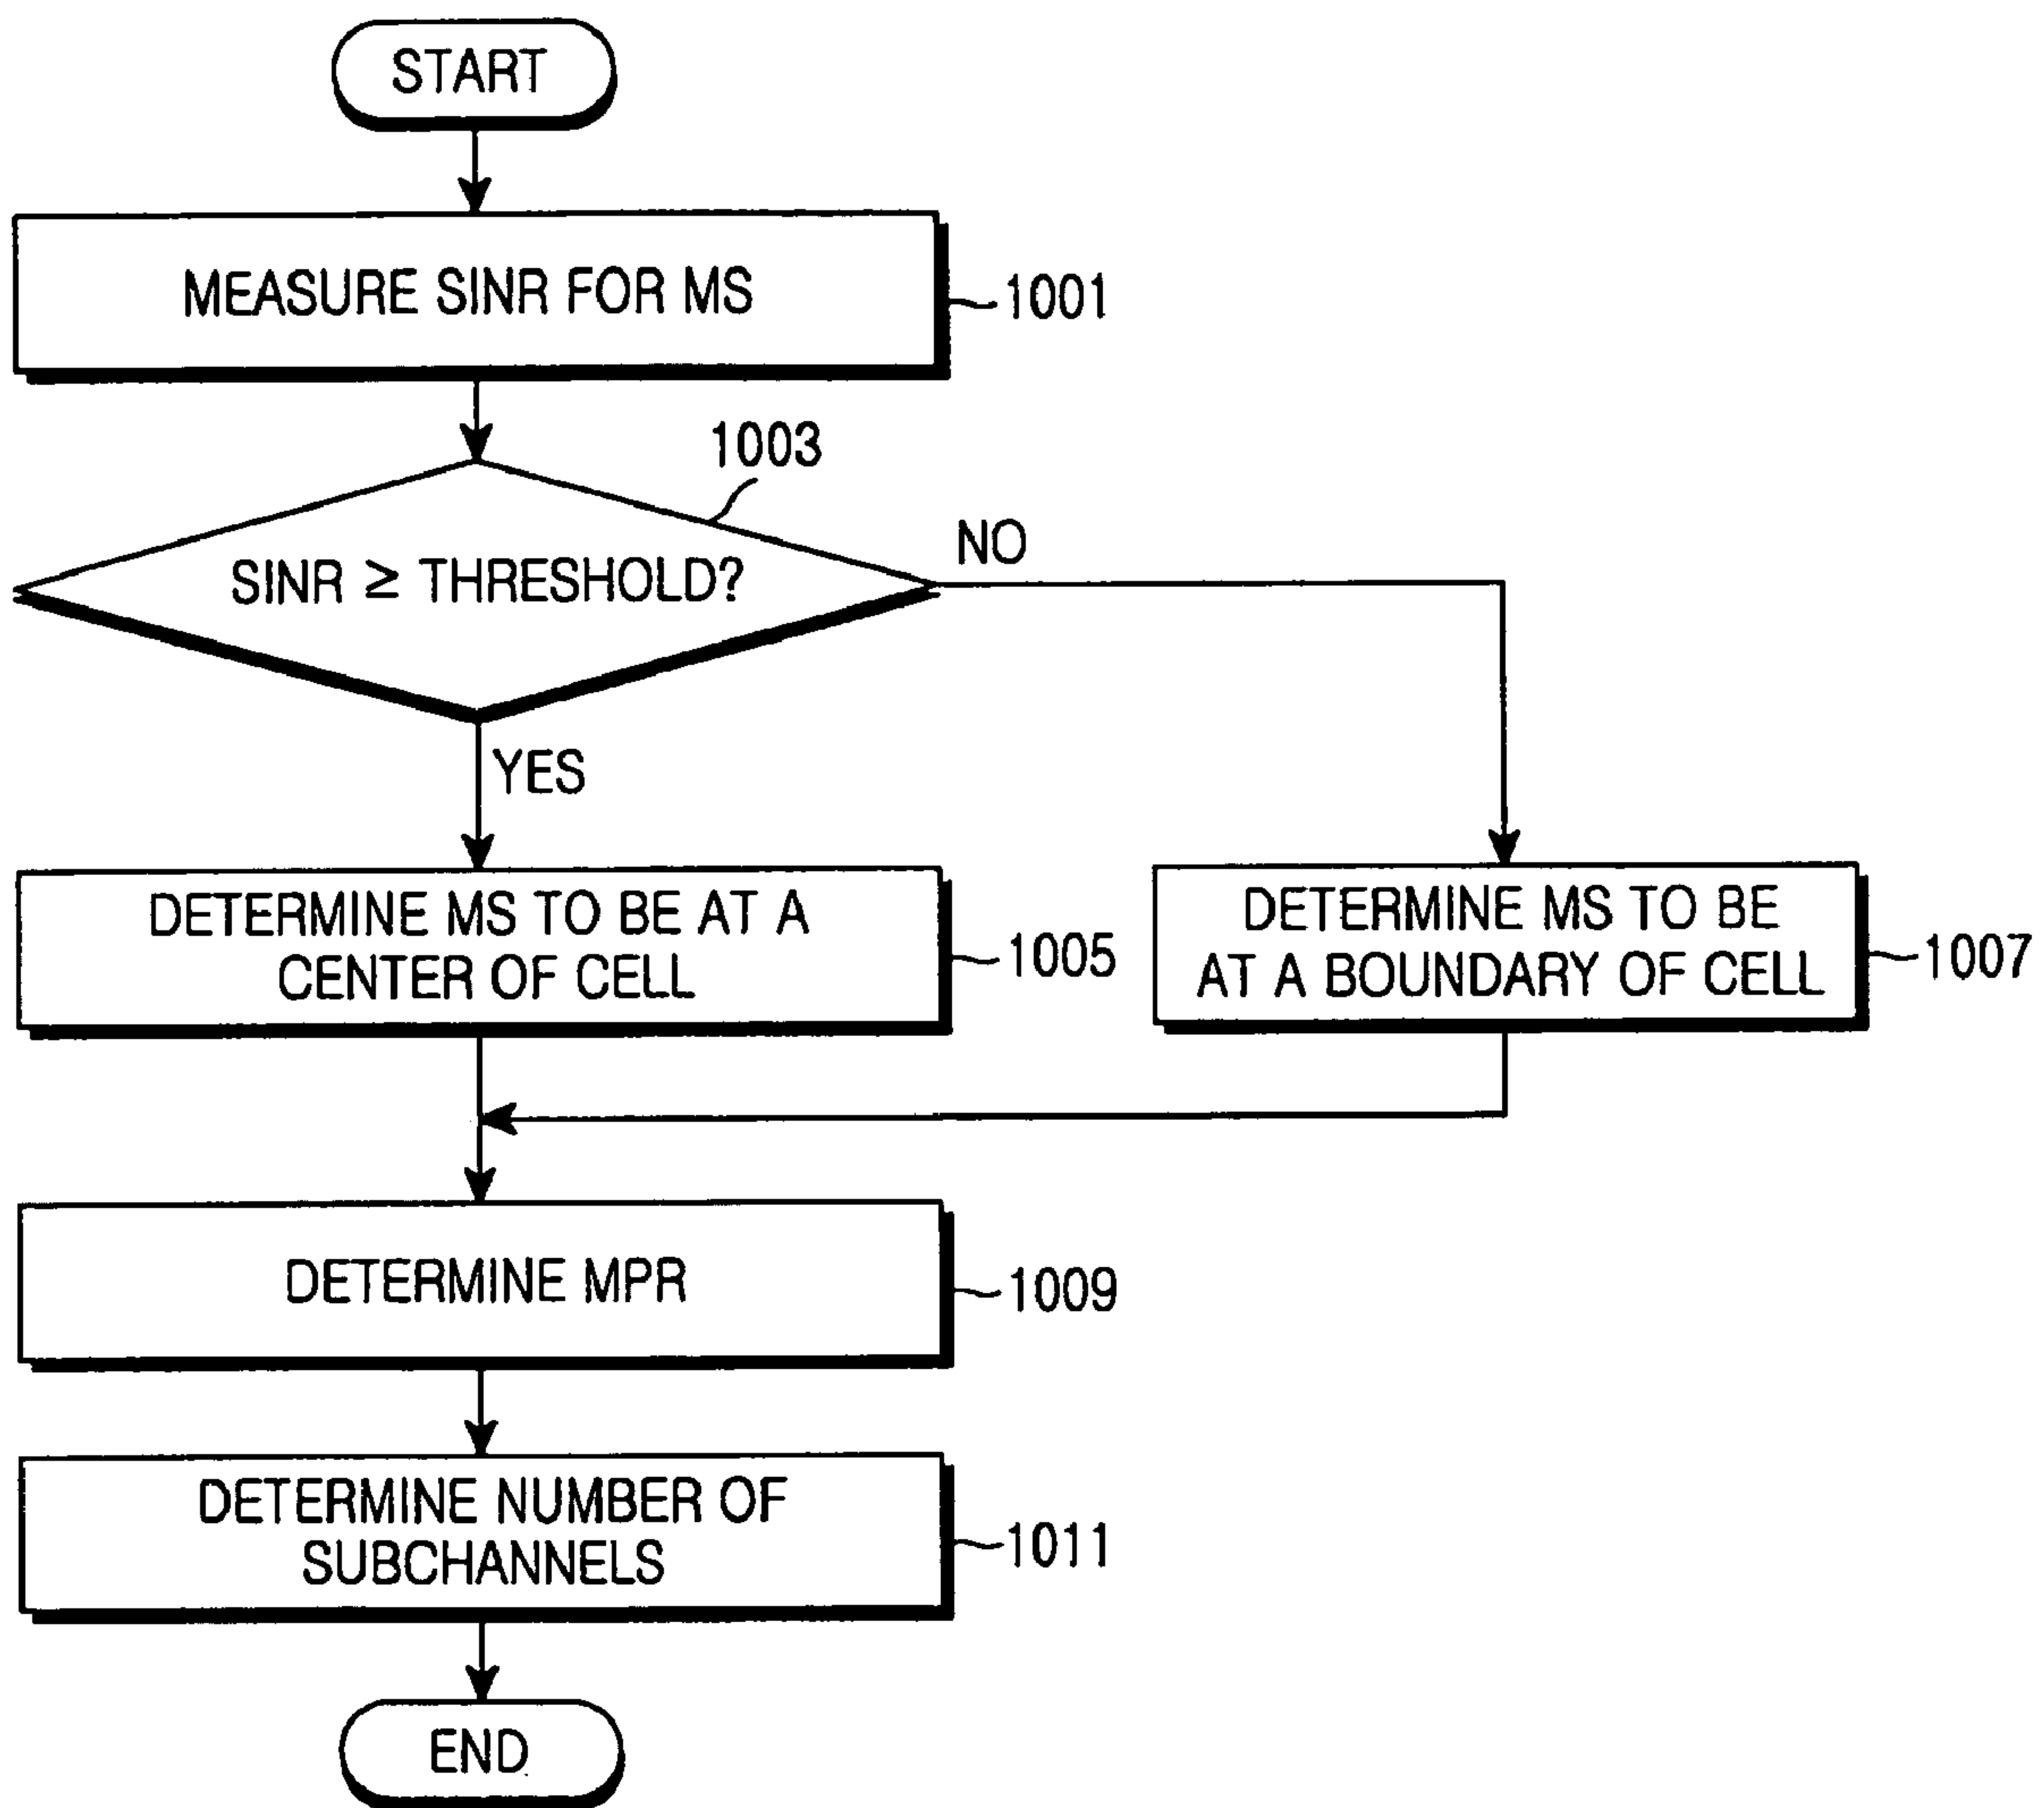 START
MEASURE SINR FOR MS
1001
1003
SINR ≥ THRESHOLD?
NO
YES
DETERMINE MS TO BE AT A
CENTER OF CELL
1005
DETERMINE MS TO BE
AT A BOUNDARY OF CELL
1007
DETERMINE MPR
1009
DETERMINE NUMBER OF
SUBCHANNELS
1011
END